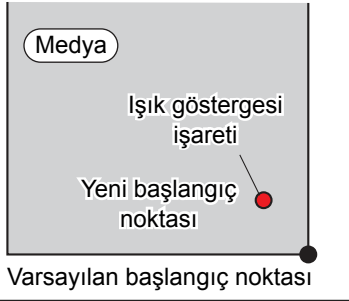 Medya
Işık göstergesi
işareti
Yeni başlangıç
noktası
Varsayılan başlangıç noktası